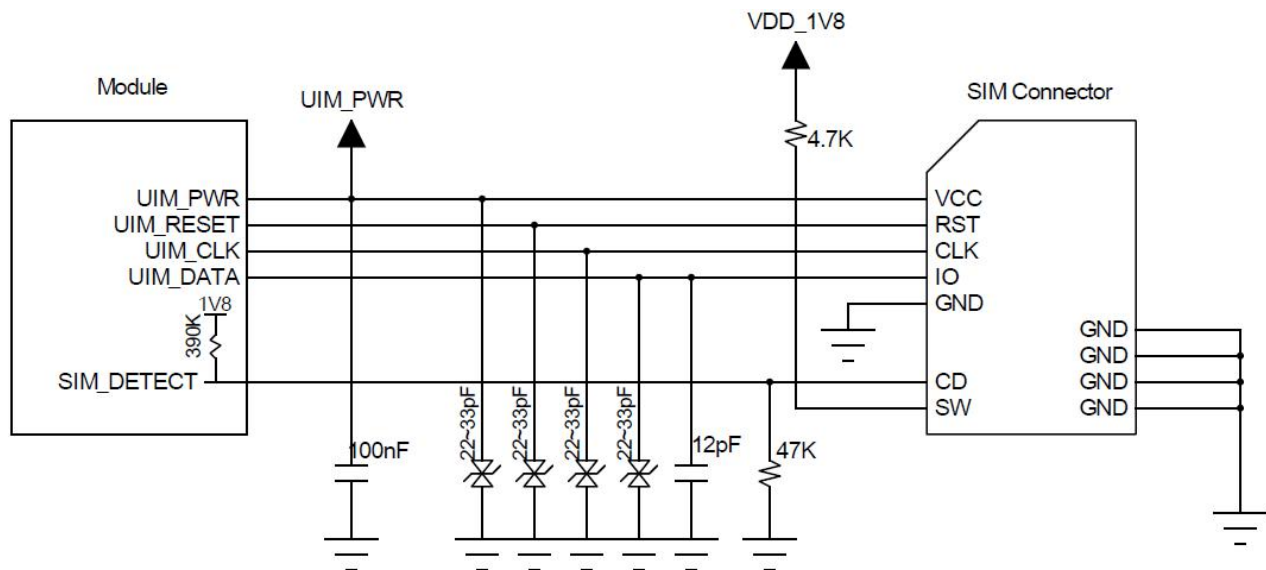 VDD_1V8
Module
UIM_PWR
SIM Connector
4.7K
UIM_PWR
VCC
UIM_RESET
RST
UIM_CLK
CLK
UIM_DATA
IO
1V8
GND
390K
GND
GND
SIM_DETECT
CD
GND
SW
GND
100nF
22~33pF
22~33pF
22~33pF
22~33pF
12pF
47K